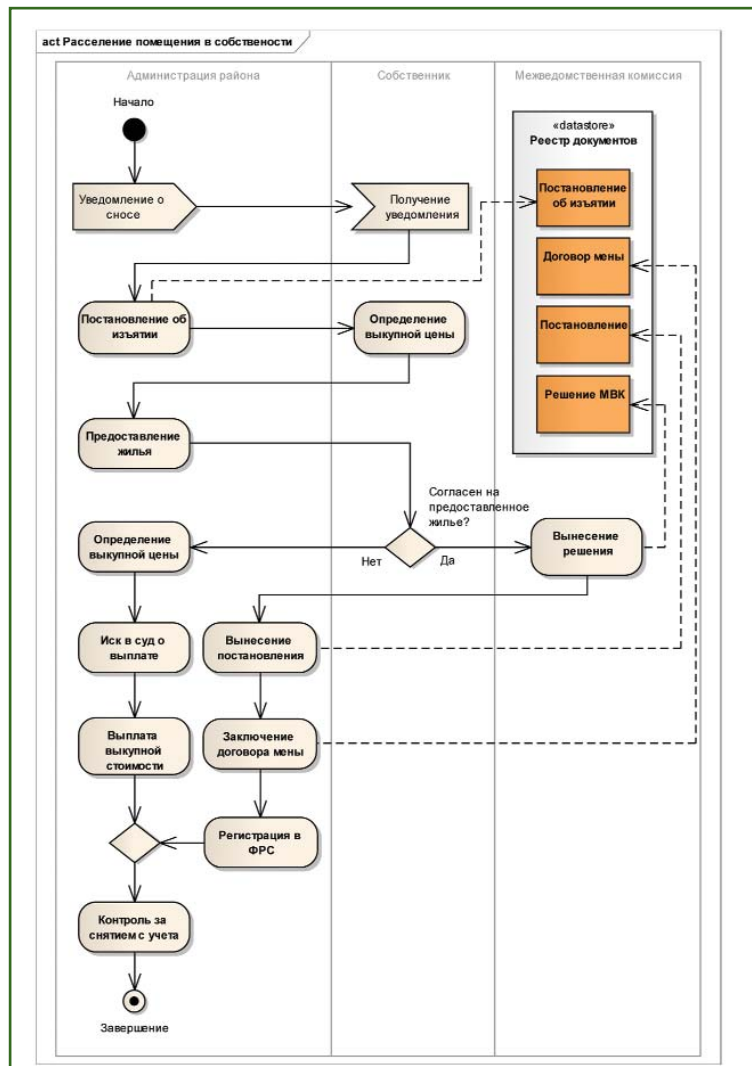 act Расселение помещения в собствености
Администрация района
Собственник
Межведомственная комиссия
Начало
«datastore»
Реестр документов
Уведомление о
сносе
Получение
уведомления
Постановление
об изъятии
Договор мены
Постановление об
изъятии
Определение
выкупной цены
Постановление
Решение МВК
Предоставление
жилья
Согласен на
предоставленное
жилье?
Определение
выкупной цены
Нет
Да
Вынесение
решения
Иск в суд о
выплате
Вынесение
постановления
Выплата
выкупной
стоимости
Заключение
договора мены
Регистрация в
ФРС
Контроль за
снятием с учета
Завершение